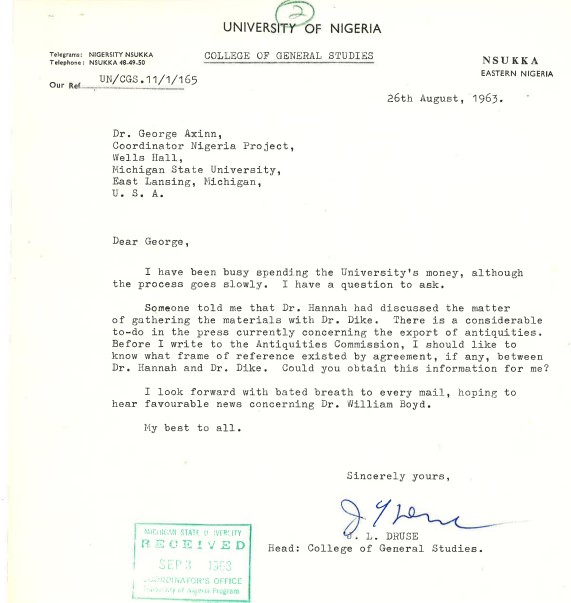 2
UNIVERSITY OF NIGERIA
Telegrams: NIGERSITY NSUKKA
Telephone: NSUKKA 48-49-50
COLLEGE OF GENERAL STUDIES
NSUKKA
EASTERN NIGERIA
Our Ref. UN/CGS.11/1/165
26th August, 1963.
Dr. George Axinn,
Coordinator Nigeria Project,
Wells Hall,
Michigan State University,
East Lansing, Michigan,
U. S. A.
Dear George,
I have been busy spending the University's money, although
the process goes slowly. I have a question to ask.
Someone told me that Dr. Hannah had discussed the matter
of gathering the materials with Dr. Dike. There is a considerable
to-do in the press currently concerning the export of antiquities.
Before I write to the Antiquities Commission, I should like to
know what frame of reference existed by agreement, if any, between
Dr. Hannah and Dr. Dike. Could you obtain this information for me?
I look forward with bated breath to every mail, hoping to
hear favourable news concerning Dr. William Boyd.
My best to all.
Sincerely yours,
L. DRUSE
Head: College of General Studies.
MICHIGAN STATE UNIVERSITY
RECEIVED
SEP 3 1963
COORDINATOR'S OFFICE
University of Nigeria Program